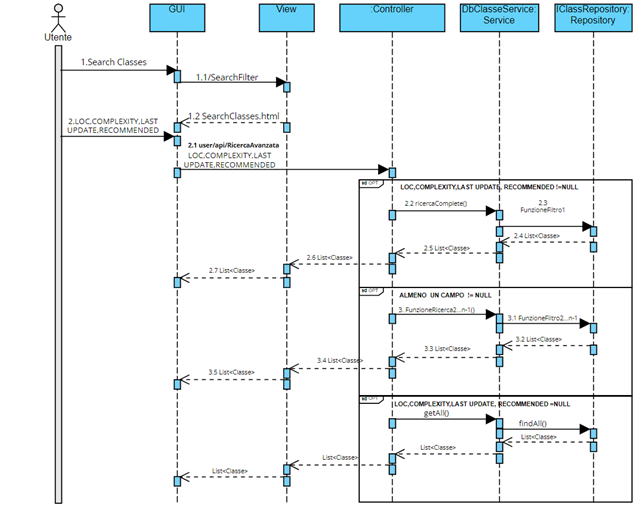 GUI
View
:Controller
DbClasseService:
Service
IClassRepository:
Repository
Utente
1.Search Classes
1.1/SearchFilter
1.2 SearchClasses.html
2.LOC,COMPLEXITY,LAST
UPDATE,RECOMMENDED
2.1 user/api/RicercaAvanzata
LOC,COMPLEXITY,LAST
UPDATE,RECOMMENDED
sd OPT
LOC,COMPLEXITY,LAST UPDATE, RECOMMENDED !=NULL
2.2 ricercaComplete()
2.3
FunzioneFiltro1
2.4 List<Classe>
2.5 List<Classe>
2.6 List<Classe>
2.7 List<Classe>
sd OPT
ALMENO UN CAMPO != NULL
3. FunzioneRicerca2...n-1()
3.1 FunzioneFiltro2...n-1
3.2 List<Classe>
3.3 List<Classe>
3.4 List<Classe>
3.5 List<Classe>
sd OPT
LOC,COMPLEXITY,LAST UPDATE, RECOMMENDED =NULL
getAll()
findAll()
List<Classe>
List<Classe>
List<Classe>
List<Classe>